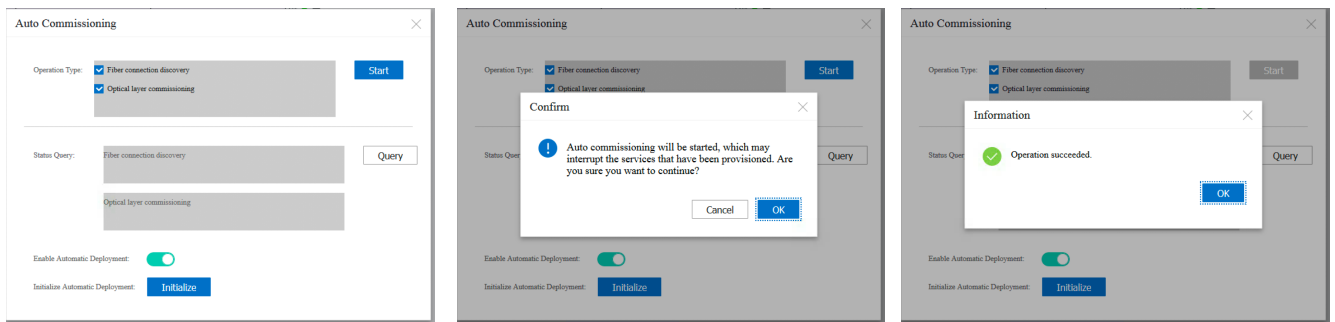 Auto Commissioning
Operation Type:
Fiber connection discovery
Start
Optical layer commissioning
Status Query:
Fiber connection discovery
Query
Optical layer commissioning
Enable Automatic Deployment:
Initialize Automatic Deployment:
Initialize
Auto Commissioning
Operation Type:
Fiber connection discovery
Start
Optical layer commissioning
Confirm
Auto commissioning will be started, which may
interrupt the services that have been provisioned. Are
you sure you want to continue?
Status Quer
Query
Cancel
OK
Enable Automatic Deployment:
Initialize Automatic Deployment:
Initialize
Auto Commissioning
Operation Type:
Fiber connection discovery
Start
Optical layer commissioning
Information
Operation succeeded.
Status Quer
Query
OK
Enable Automatic Deployment:
Initialize Automatic Deployment:
Initialize